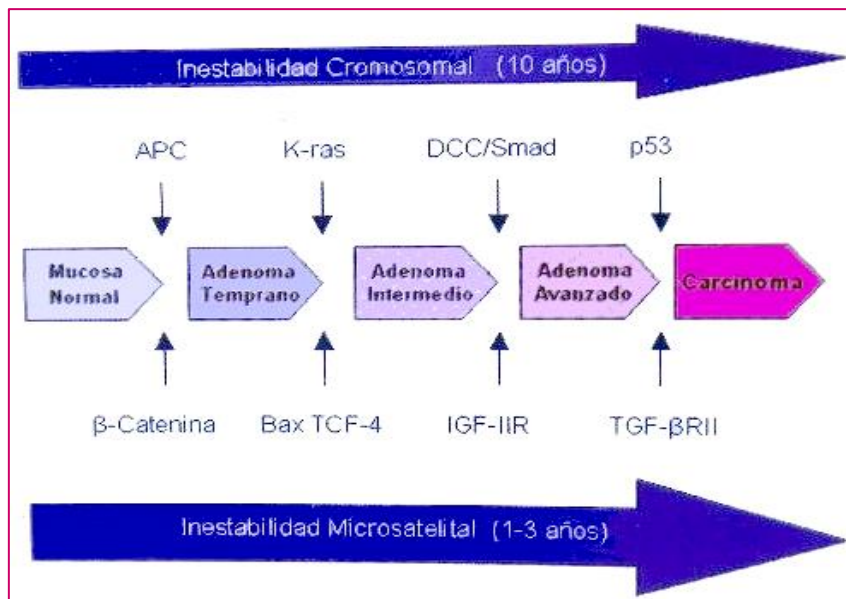 Inestabilidad Cromosomal (10 años)
APC K-ras DCC/Smad p53
Mucosa Normal
Adenoma Temprano
Adenoma Intermedio
Adenoma Avanzado
Carcinoma
β-Catenina Bax TCF-4 IGF-IIR TGF-βRII
Inestabilidad Microsatelital (1-3 años)